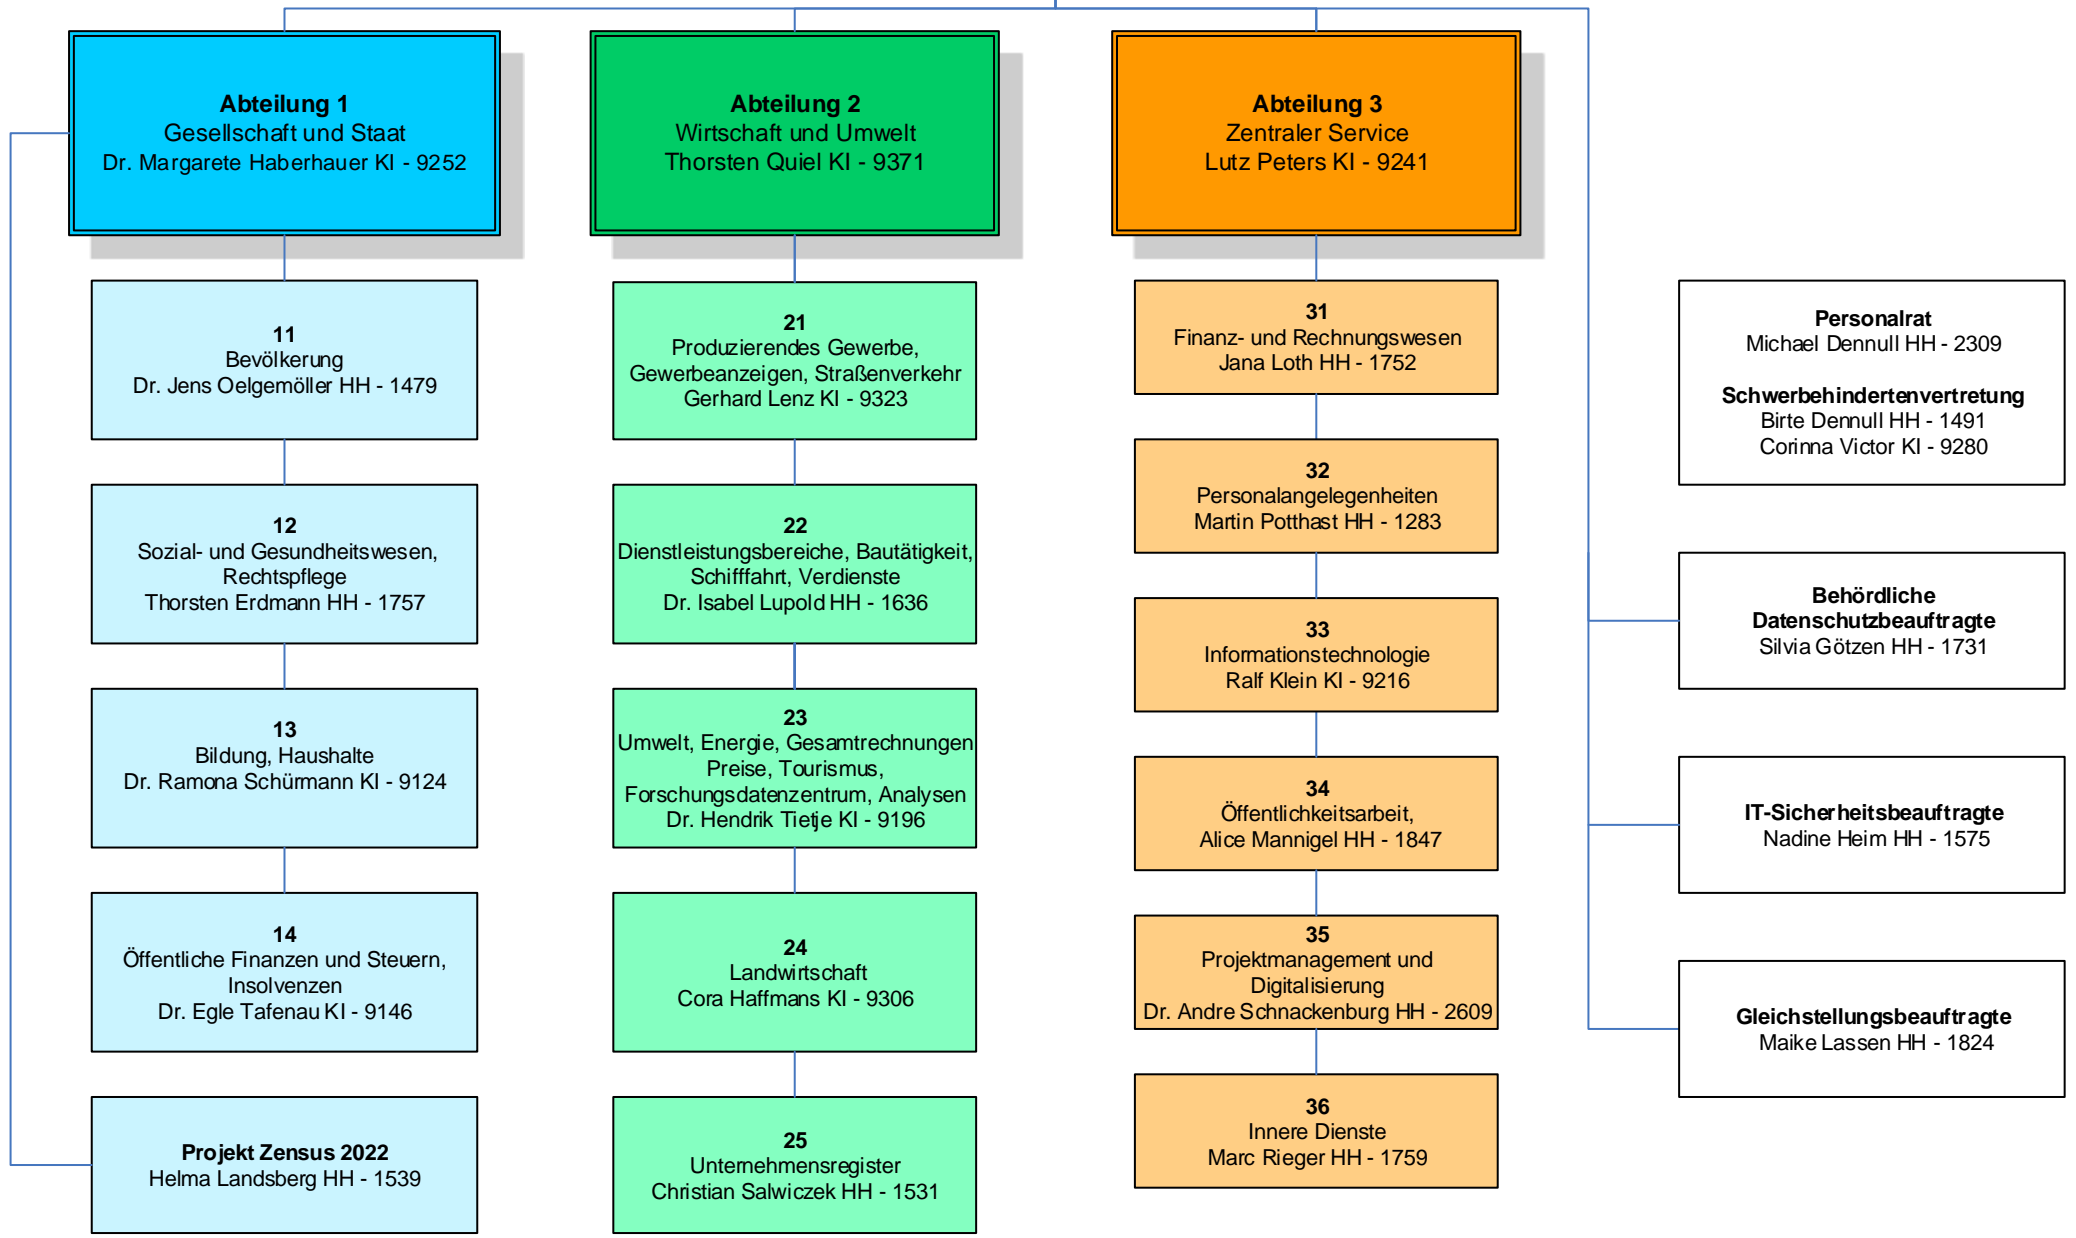 Abteilung 1
Gesellschaft und Staat
Dr. Margarete Haberhauer KI - 9252
Abteilung 2
Wirtschaft und Umwelt
Thorsten Quiel KI - 9371
Abteilung 3
Zentraler Service
Lutz Peters KI - 9241
11
Bevölkerung
Dr. Jens Oelgemöller HH - 1479
12
Sozial- und Gesundheitswesen,
Rechtspflege
Thorsten Erdmann HH - 1757
13
Bildung, Haushalte
Dr. Ramona Schürmann KI - 9124
14
Öffentliche Finanzen und Steuern,
Insolvenzen
Dr. Egle Tafenau KI - 9146
Projekt Zensus 2022
Helma Landsberg HH - 1539
21
Produzierendes Gewerbe,
Gewerbeanzeigen, Straßenverkehr
Gerhard Lenz KI - 9323
22
Dienstleistungsbereiche, Bautätigkeit,
Schifffahrt, Verdienste
Dr. Isabel Lupold HH - 1636
23
Umwelt, Energie, Gesamtrechnungen
Preise, Tourismus,
Forschungsdatenzentrum, Analysen
Dr. Hendrik Tietje KI - 9196
24
Landwirtschaft
Cora Haffmans KI - 9306
25
Unternehmensregister
Christian Salwiczek HH - 1531
31
Finanz- und Rechnungswesen
Jana Loth HH - 1752
32
Personalangelegenheiten
Martin Potthast HH - 1283
33
Informationstechnologie
Ralf Klein KI - 9216
34
Öffentlichkeitsarbeit,
Alice Mannigel HH - 1847
35
Projektmanagement und
Digitalisierung
Dr. Andre Schnackenburg HH - 2609
36
Innere Dienste
Marc Rieger HH - 1759
Personalrat
Michael Dennull HH - 2309
Schwerbehindertenvertretung
Birte Dennull HH - 1491
Corinna Victor KI - 9280
Behördliche
Datenschutzbeauftragte
Silvia Götzen HH - 1731
IT-Sicherheitsbeauftragte
Nadine Heim HH - 1575
Gleichstellungsbeauftragte
Maike Lassen HH - 1824